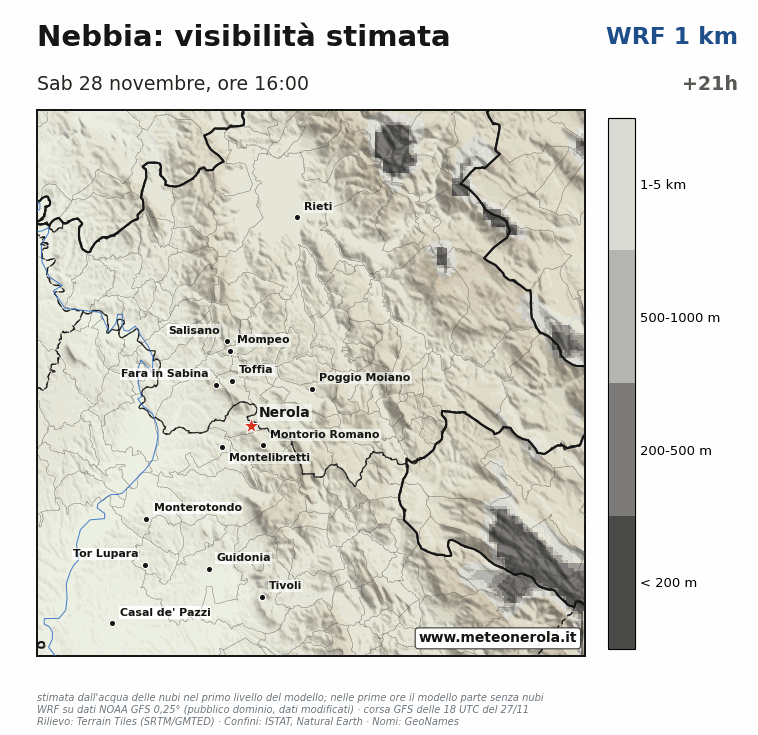 Nebbia: visibilità stimata
WRF 1 km
Sab 28 novembre, ore 16:00
+21h
Rieti
Salisano
Mompeo
Fara in Sabina
Toffia
Poggio Moiano
Nerola
Montorio Romano
Montelibretti
Monterotondo
Tor Lupara
Guidonia
Tivoli
Casal de' Pazzi
www.meteonerola.it
1-5 km
500-1000 m
200-500 m
< 200 m
stimata dall'acqua delle nubi nel primo livello del modello; nelle prime ore il modello parte senza nubi
WRF su dati NOAA GFS 0,25° (pubblico dominio, dati modificati) · corsa GFS delle 18 UTC del 27/11
Rilievo: Terrain Tiles (SRTM/GMTED) · Confini: ISTAT, Natural Earth · Nomi: GeoNames